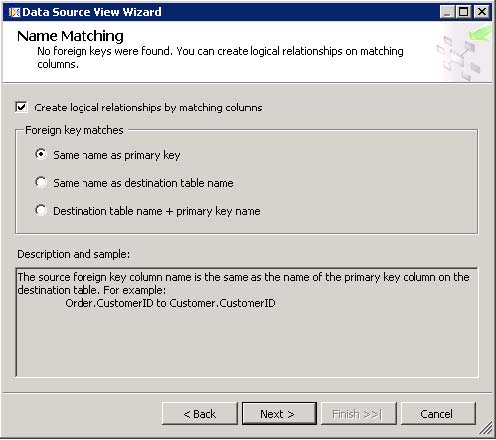 Data Source View Wizard
Name Matching
No foreign keys were found. You can create logical relationships on matching
columns.
Create logical relationships by matching columns
Foreign key matches
Same name as primary key
Same name as destination table name
Destination table name + primary key name
Description and sample:
The source foreign key column name is the same as the name of the primary key column on the
destination table. For example:
Order.CustomerID to Customer.CustomerID
< Back
Next >
Finish >>|
Cancel